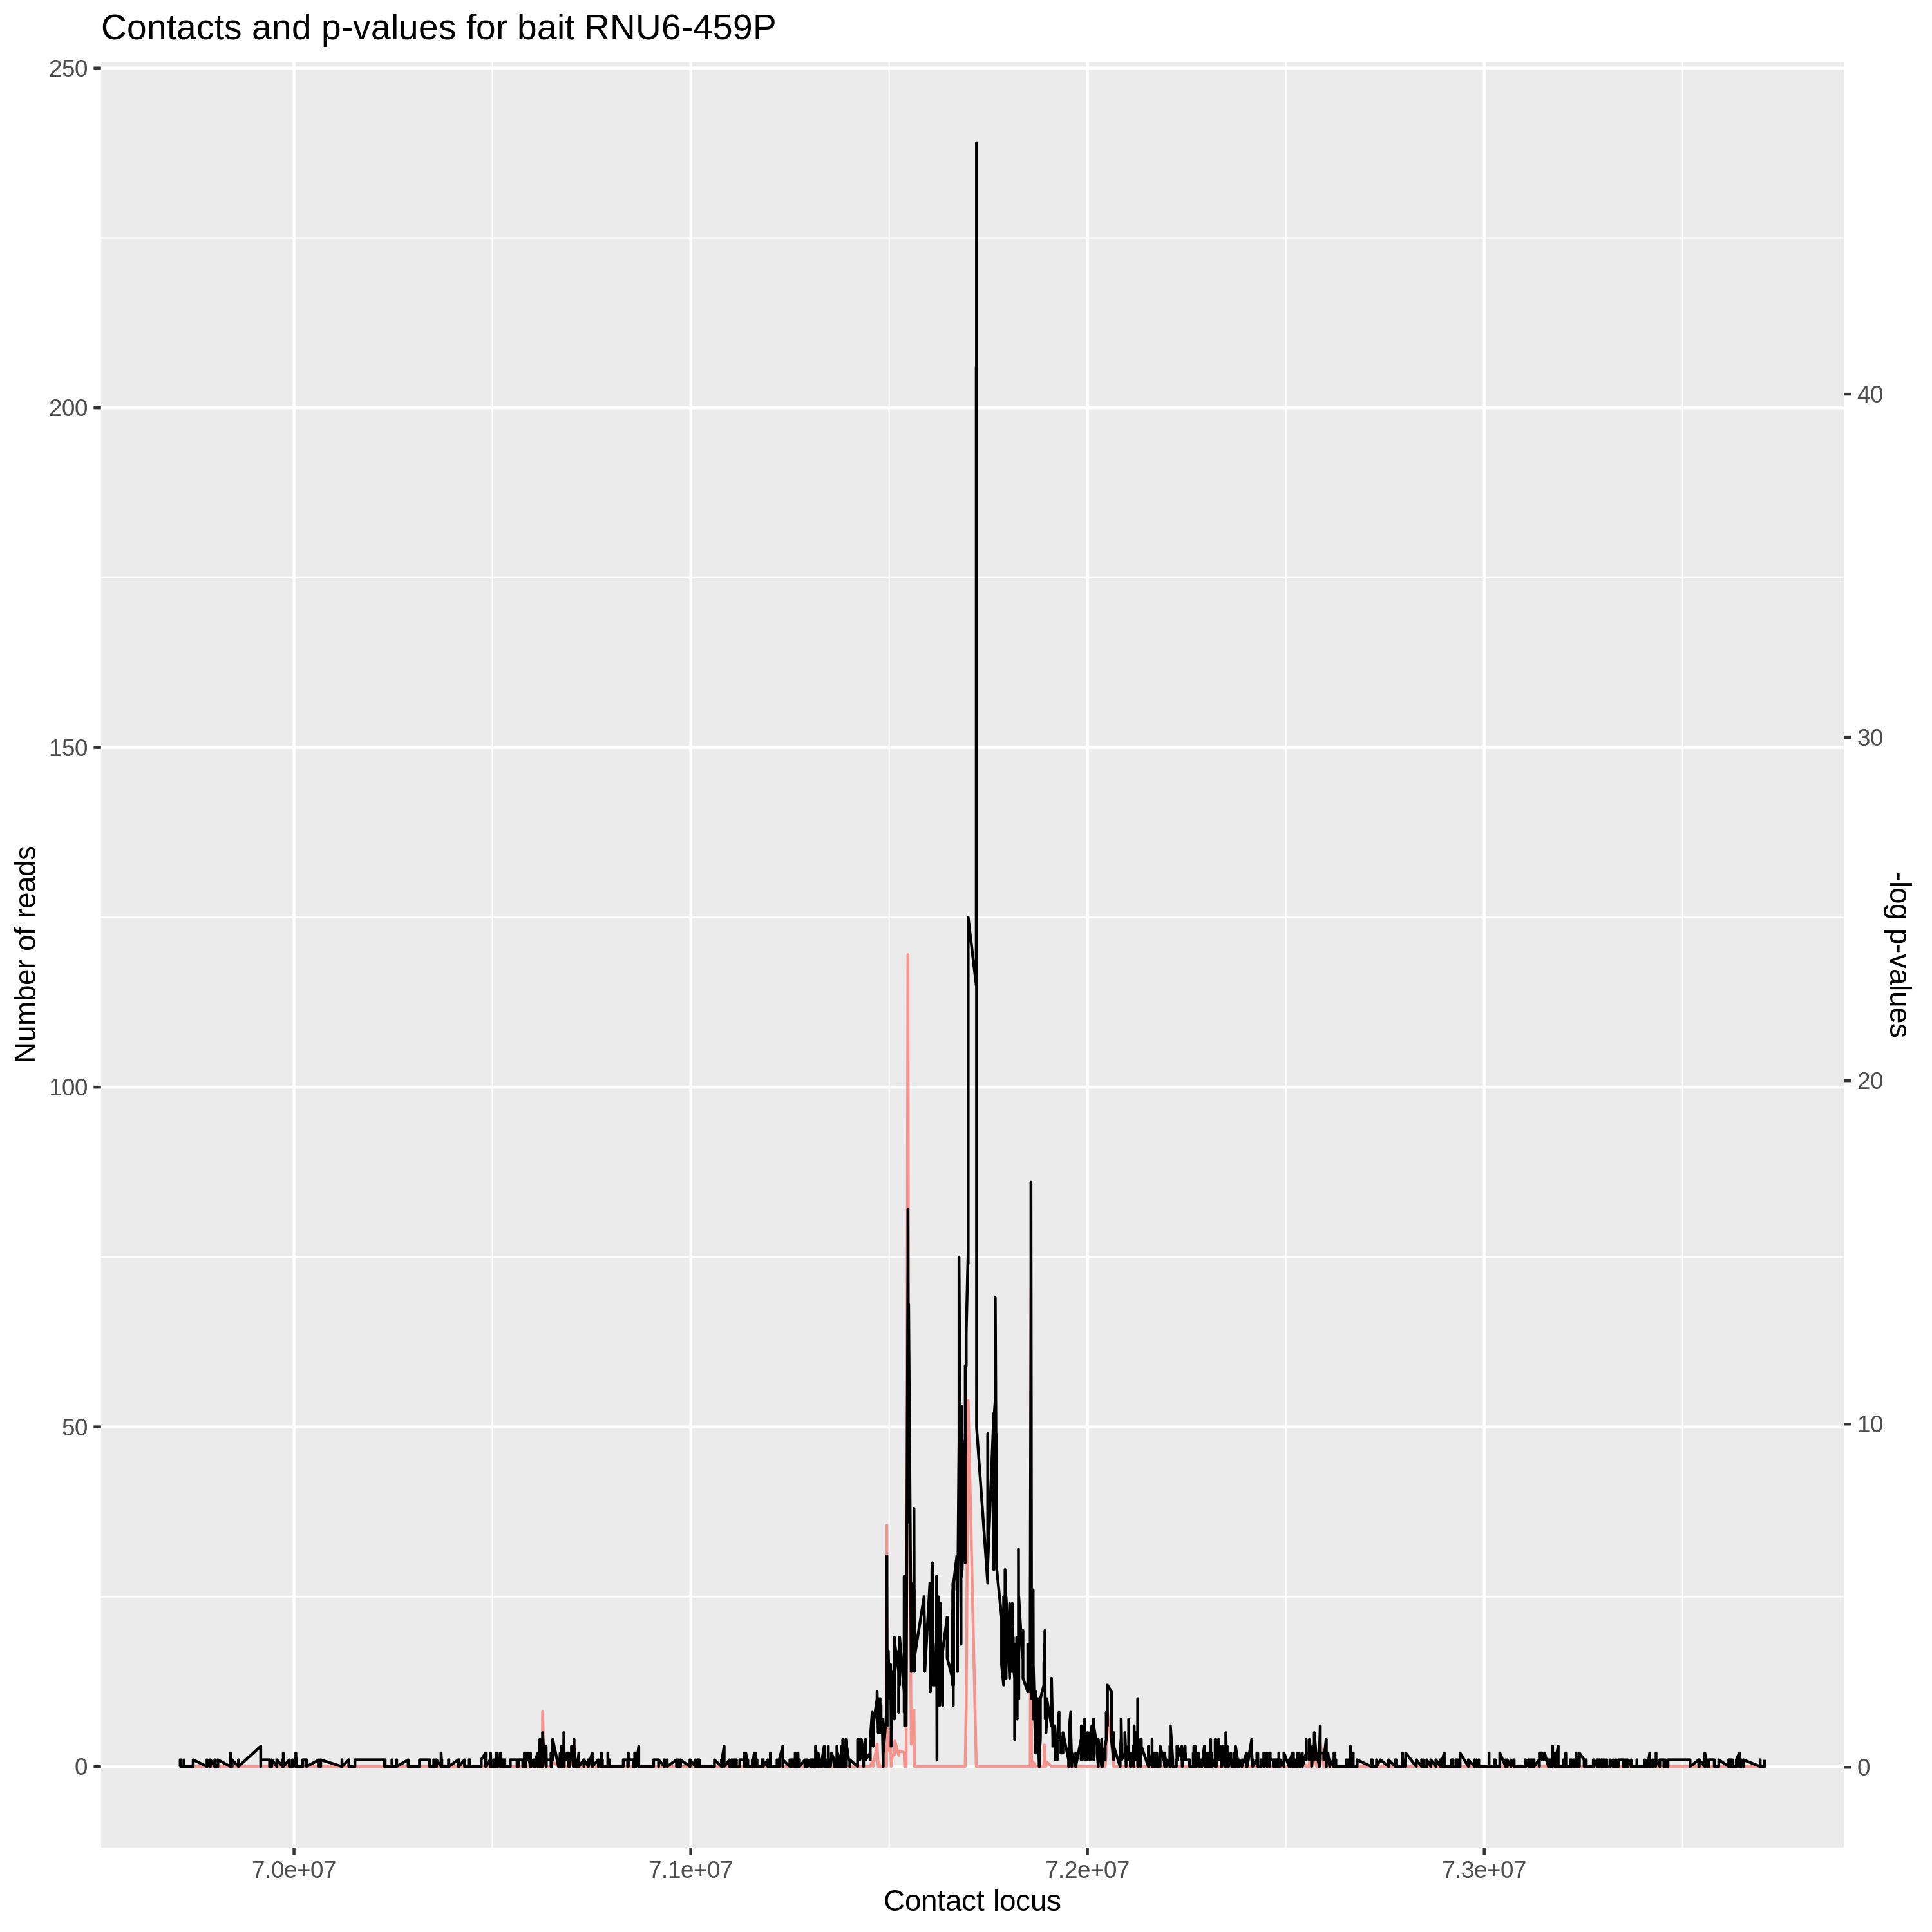 Contacts and p-values for bait RNU6-459P
250
200
150
100
50
0
Number of reads
40
30
20
10
0
-log p-values
7.0e+07
7.1e+07
7.2e+07
7.3e+07
Contact locus